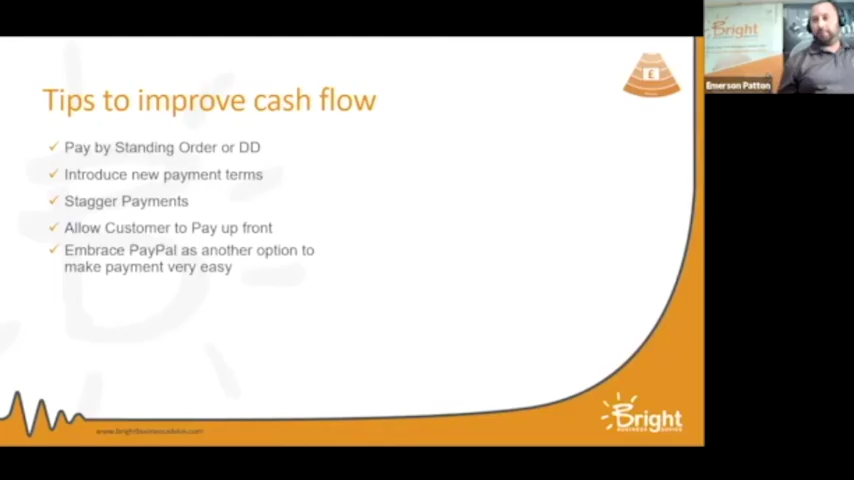 Tips to improve cash flow
£
✓ Pay by Standing Order or DD
✓ Introduce new payment terms
✓ Stagger Payments
✓ Allow Customer to Pay up front
✓ Embrace PayPal as another option to
make payment very easy
Bright
BUSINESS ADVICE
www.brightbusinessadvice.com
Bright
Emerson Patton